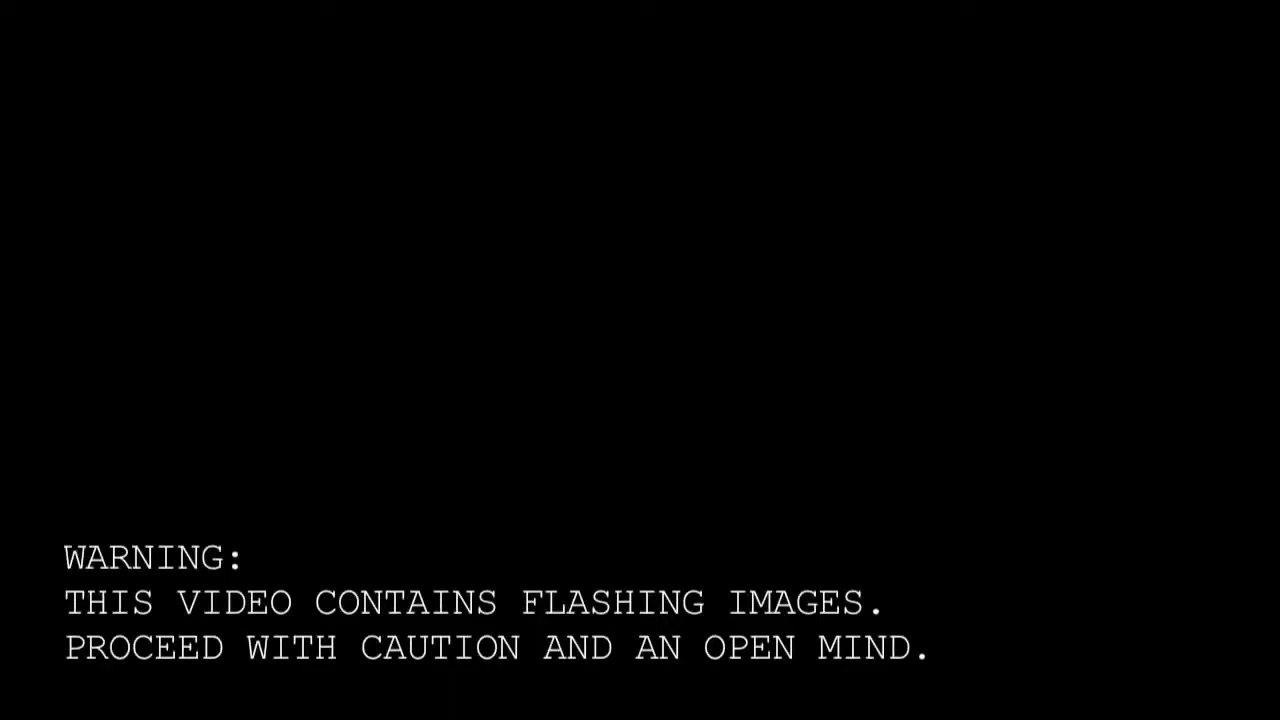 WARNING:
THIS VIDEO CONTAINS FLASHING IMAGES.
PROCEED WITH CAUTION AND AN OPEN MIND.